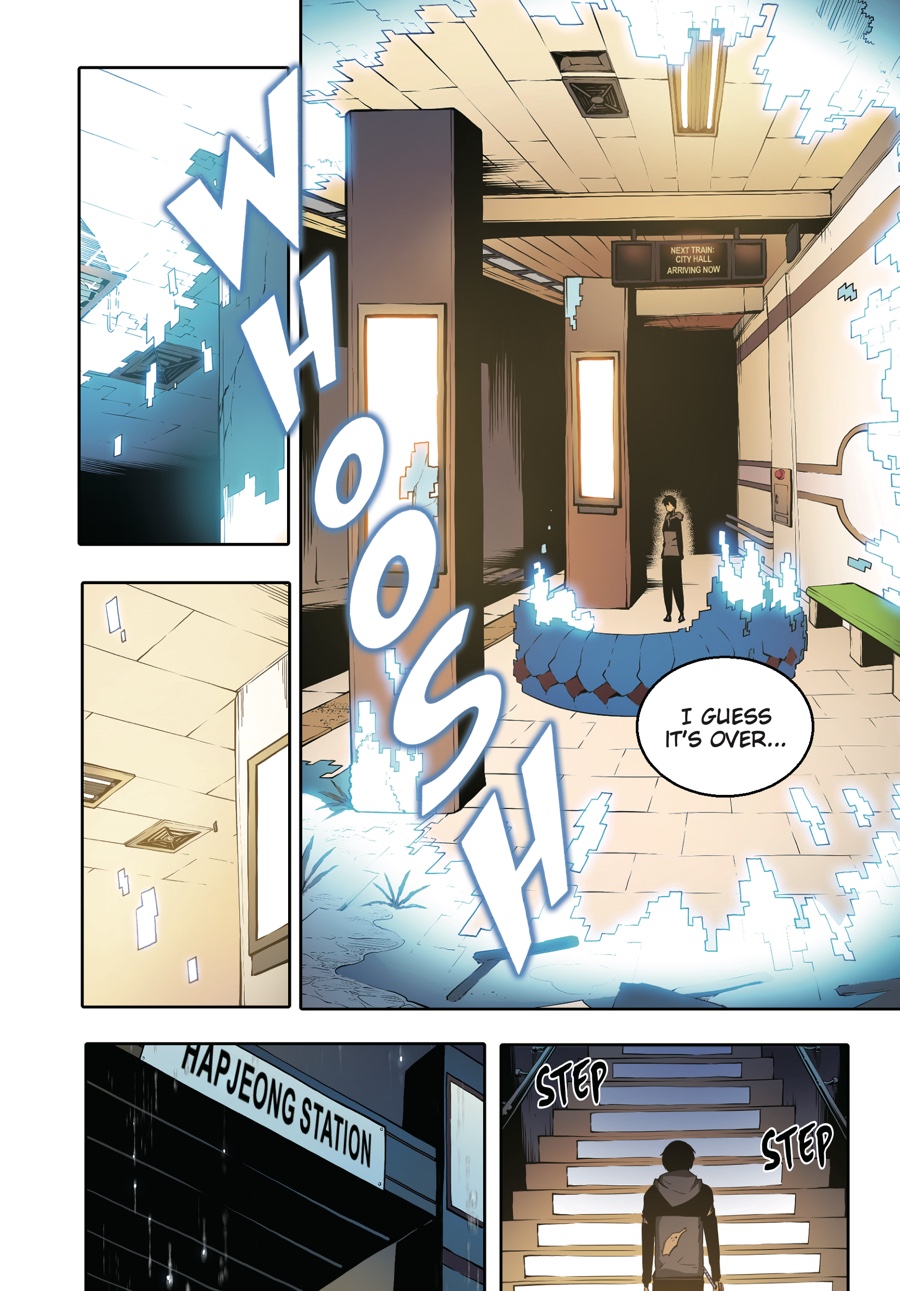 WHOOSH
NEXT TRAIN:
CITY HALL
ARRIVING NOW
I GUESS
IT'S OVER...
HAPJEONG STATION
STEP
STEP